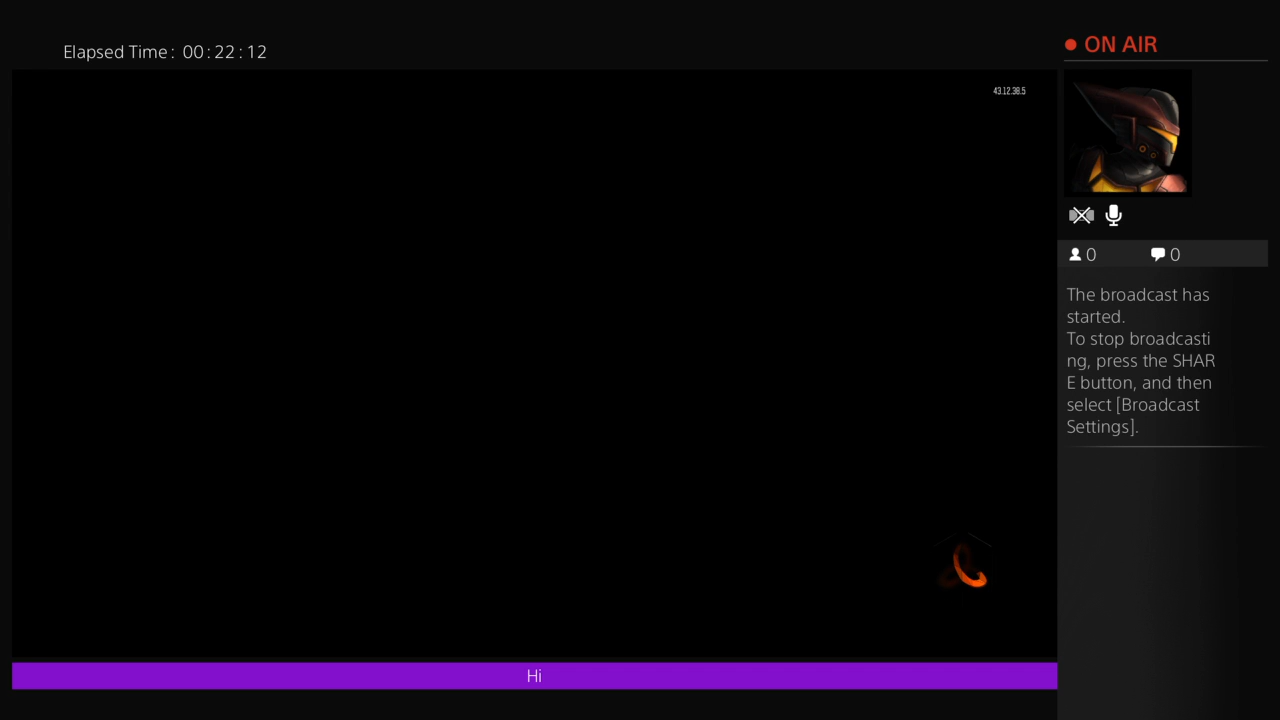 Elapsed Time: 00:22:12
ON AIR
43.12.38.5
0 0
The broadcast has
started.
To stop broadcasti
ng, press the SHAR
E button, and then
select [Broadcast
Settings].
Hi